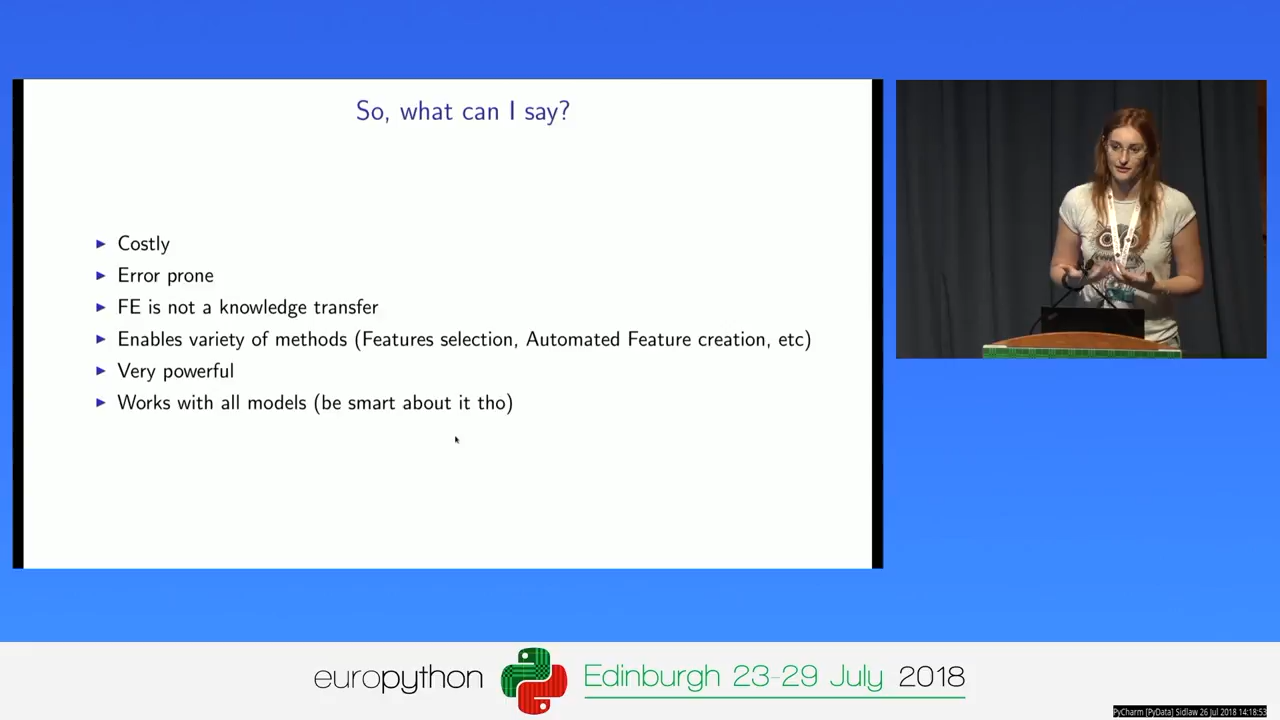 So, what can I say?
Costly
Error prone
FE is not a knowledge transfer
Enables variety of methods (Features selection, Automated Feature creation, etc)
Very powerful
Works with all models (be smart about it tho)
europython
Edinburgh 23-29 July 2018
PyCharm [PyData] Sidlaw 26 Jul 2018 14:18:53